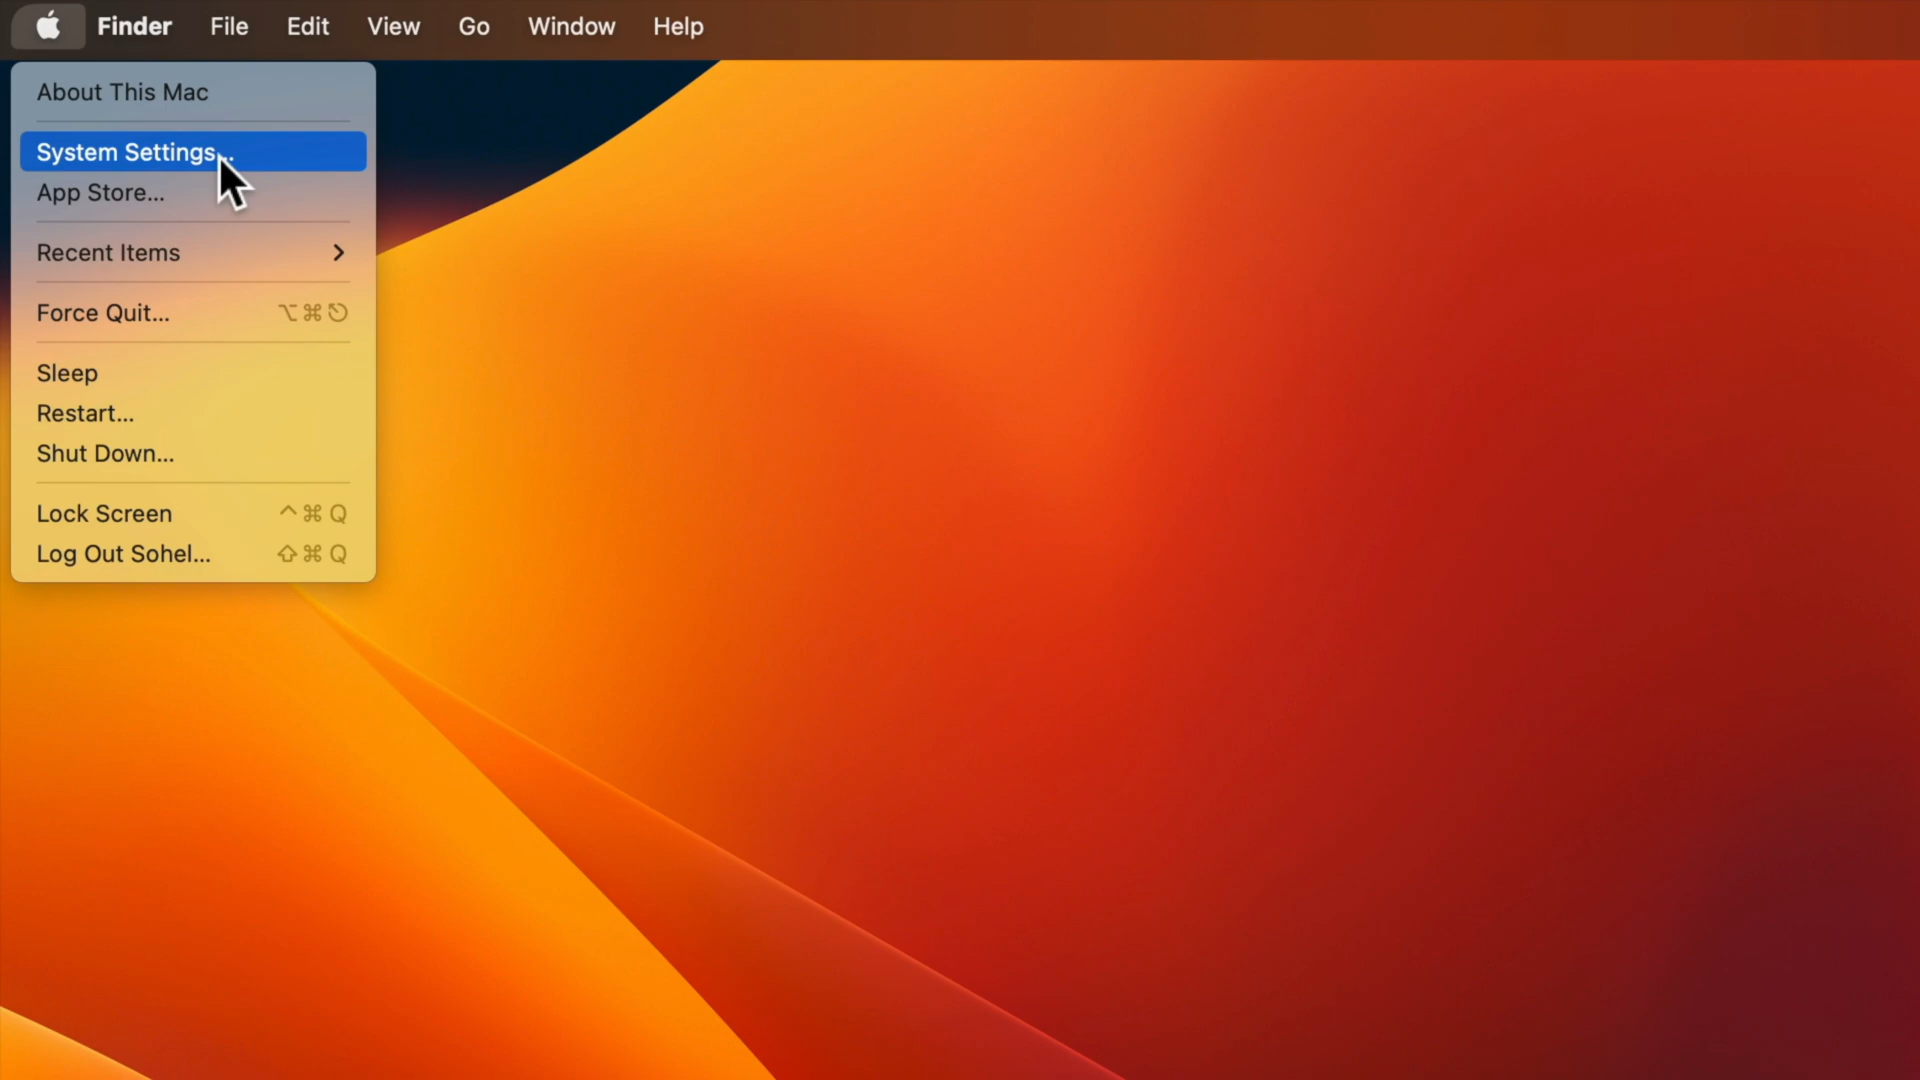 Finder File Edit View Go Window Help
About This Mac
System Settings...
App Store...
Recent Items
Force Quit... ⌥⌘⎋
Sleep
Restart...
Shut Down...
Lock Screen ^⌘Q
Log Out Sohel... ⇧⌘Q